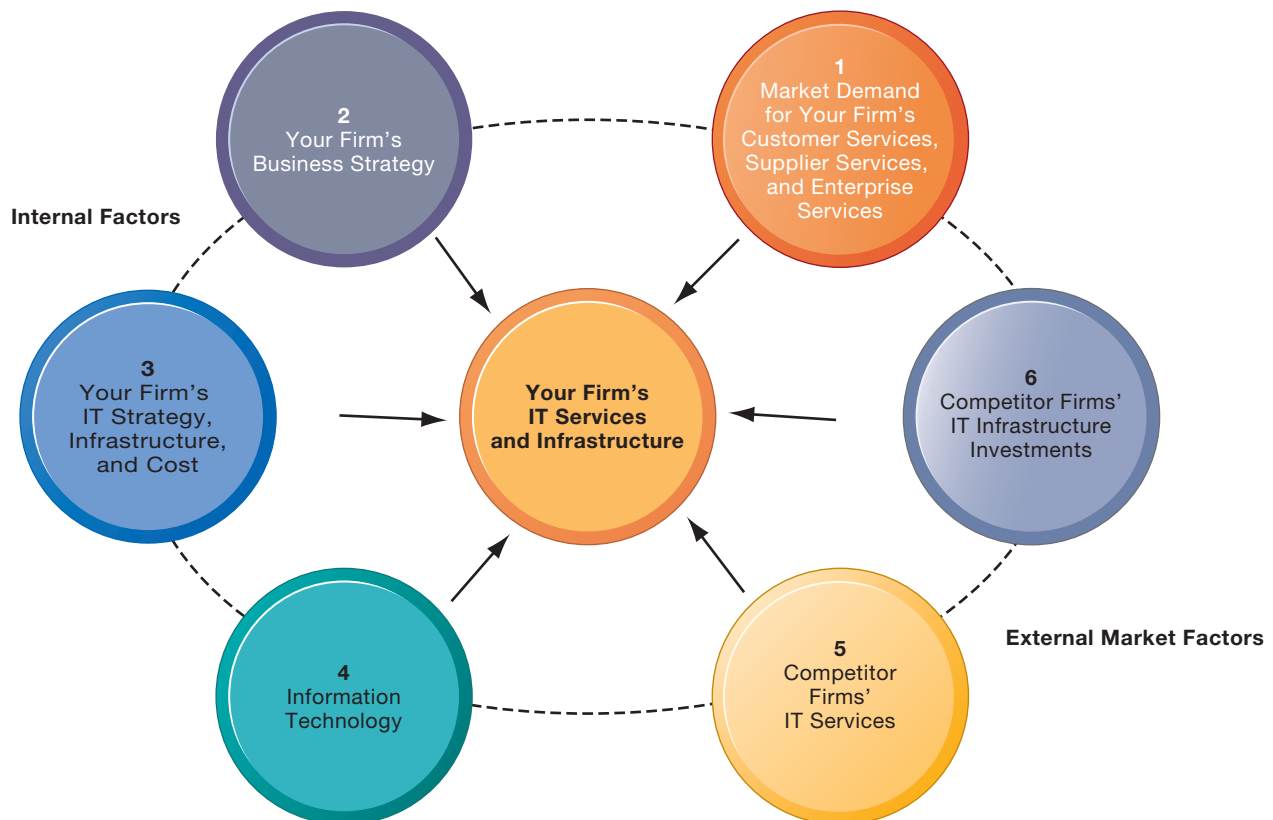 1
Market Demand
for Your Firm's
Customer Services,
Supplier Services,
and Enterprise
Services
2
Your Firm's
Business Strategy
Internal Factors
3
Your Firm's
IT Strategy,
Infrastructure,
and Cost
Your Firm's
IT Services
and Infrastructure
6
Competitor Firms'
IT Infrastructure
Investments
4
Information
Technology
5
Competitor
Firms'
IT Services
External Market Factors